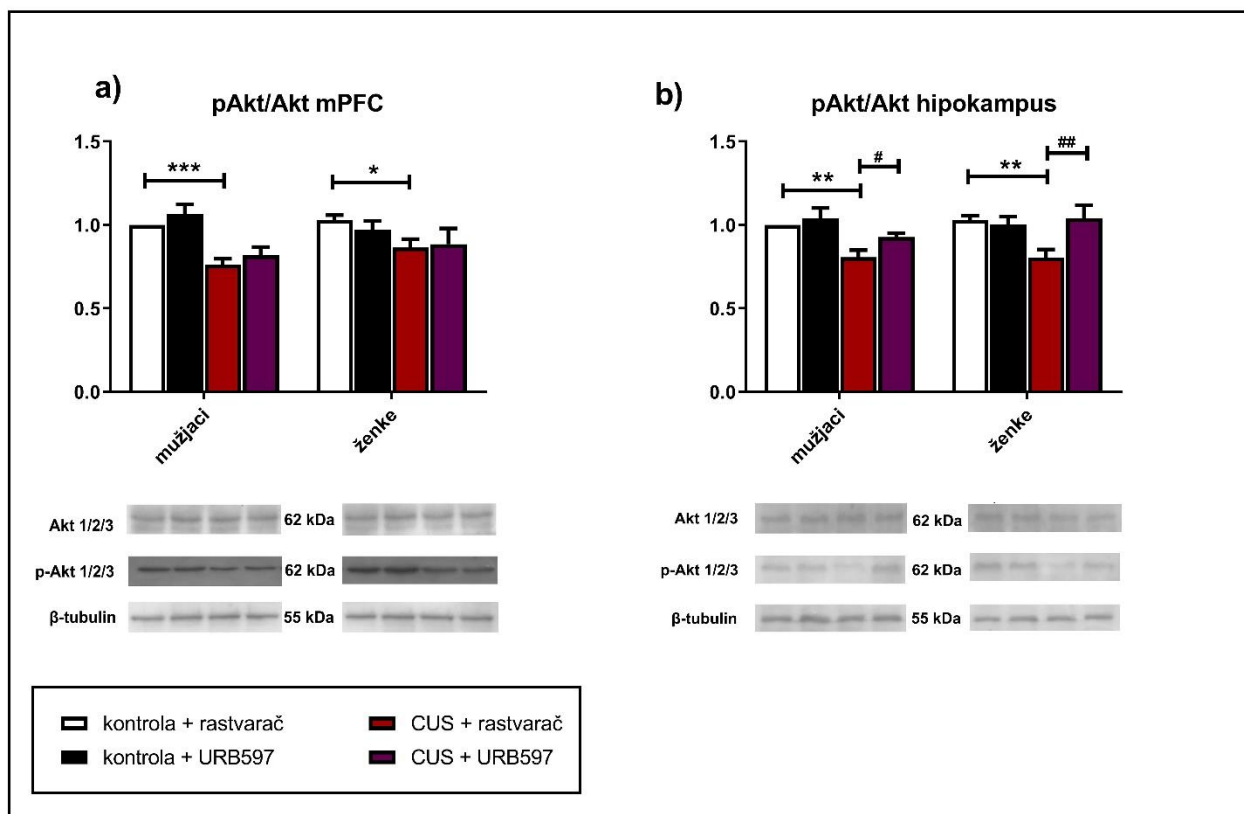 a)
pAkt/Akt mPFC
1.5
1.0
0.5
0.0
***
*
mužjaci
ženke
Akt 1/2/3 62 kDa
p-Akt 1/2/3 62 kDa
β-tubulin 55 kDa
b)
pAkt/Akt hipokampus
1.5
1.0
0.5
0.0
**
#
**
##
mužjaci
ženke
Akt 1/2/3 62 kDa
p-Akt 1/2/3 62 kDa
β-tubulin 55 kDa
kontrola + rastvarač
CUS + rastvarač
kontrola + URB597
CUS + URB597